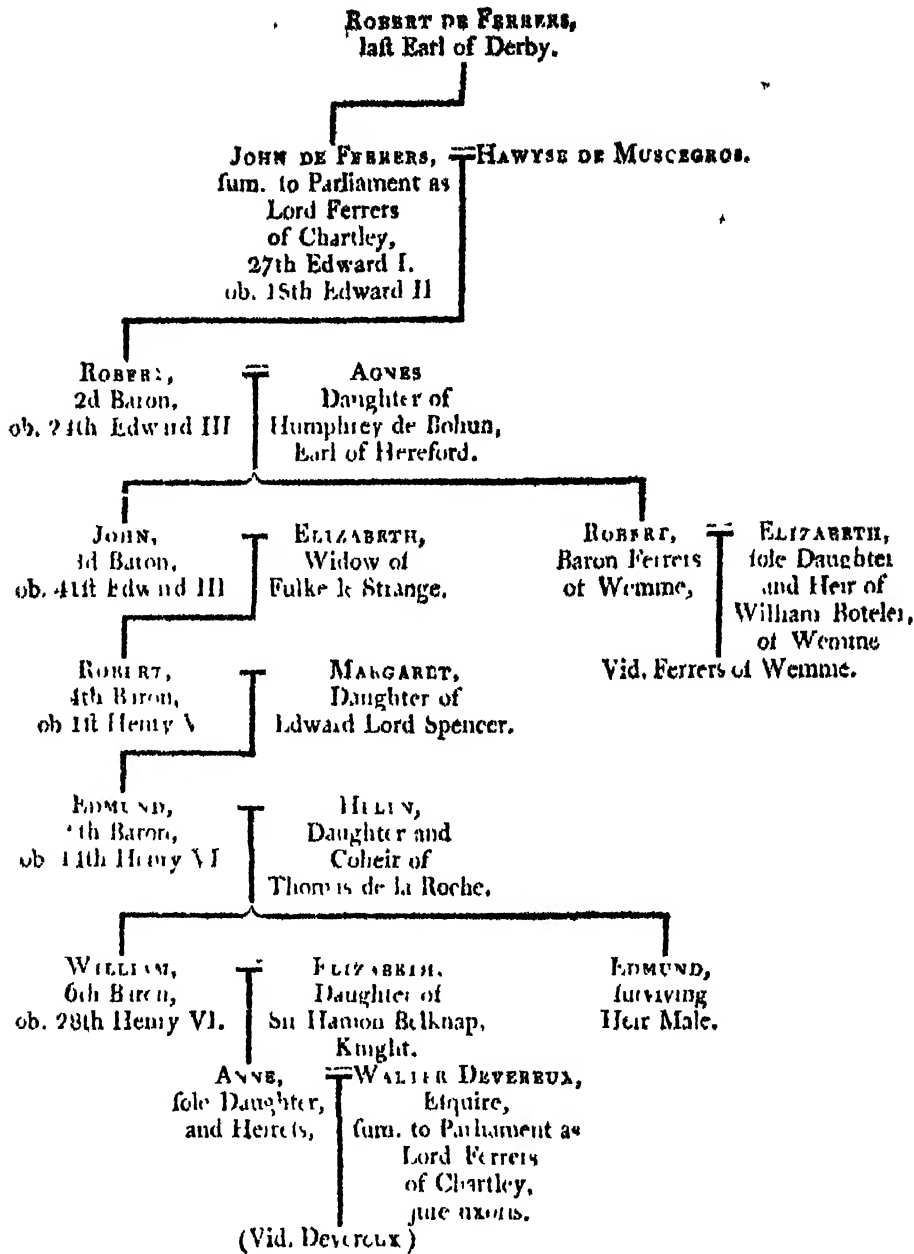 ROBERT DE FERRERS,
laſt Earl of Derby.
JOHN DE FERRERS, = HAWYSE DE MUSCEGROS.
ſum. to Parliament as
Lord Ferrers
of Chartley,
27th Edward I.
ob. 18th Edward II
ROBERT, = AGNES
2d Baron, Daughter of
ob. 24th Edward III Humphrey de Bohun,
Earl of Hereford.
JOHN, = ELIZABETH, ROBERT, = ELIZABETH,
Baron, Widow of Baron Ferrers ſole Daughter
ob. 41ſt Edward III Fulke le Strange. of Wemme, and Heir of
William Boteler,
of Wemme
ROBERT, = MARGARET, Vid. Ferrers of Wemme.
4th Baron, Daughter of
ob 1ſt Henry V Edward Lord Spencer.
EDMUND, = HELEN,
Baron, Daughter and
ob Henry VI Coheir of
Thomas de la Roche.
WILLIAM, = ELIZABETH, EDMUND,
6th Baron, Daughter of ſurviving
ob. 28th Henry VI. Sir Hamon Belknap, Heir Male.
Knight.
ANNE, = WALTER DEVEREUX,
ſole Daughter, Eſquire,
and Heireſs, ſum. to Parliament as
Lord Ferrers
of Chartley,
jure uxoris.
(Vid. Devereux)